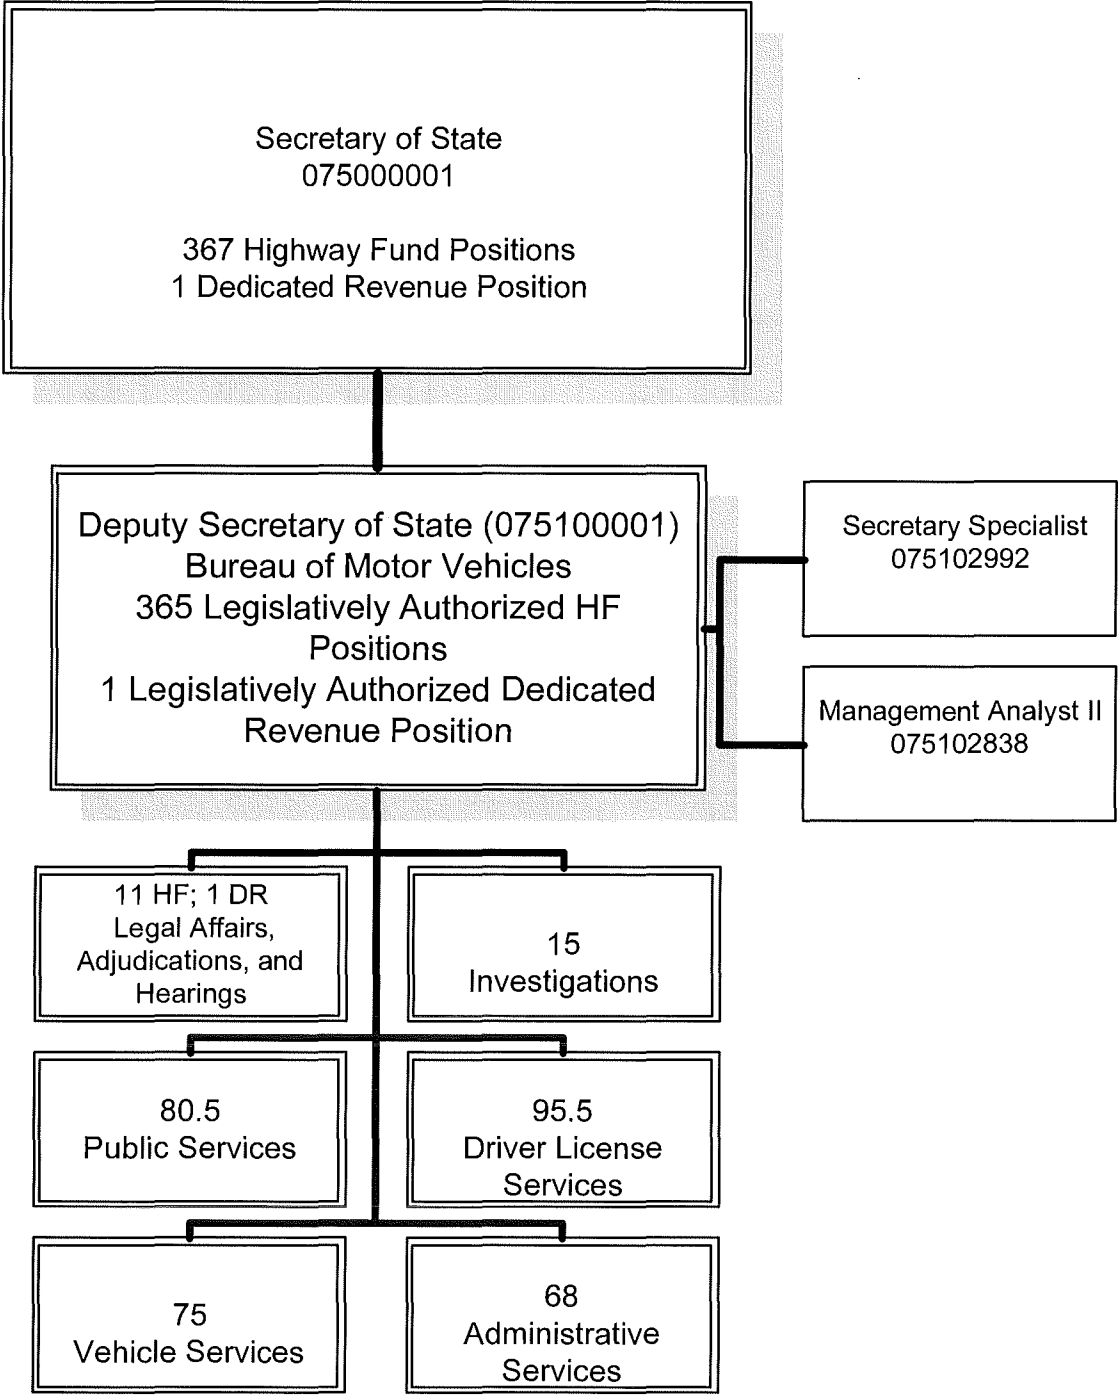 Secretary of State
075000001
367 Highway Fund Positions
1 Dedicated Revenue Position
Deputy Secretary of State (075100001)
Bureau of Motor Vehicles
365 Legislatively Authorized HF
Positions
1 Legislatively Authorized Dedicated
Revenue Position
Secretary Specialist
075102992
Management Analyst II
075102838
11 HF; 1 DR
Legal Affairs,
Adjudications, and
Hearings
15
Investigations
80.5
Public Services
95.5
Driver License
Services
75
Vehicle Services
68
Administrative
Services